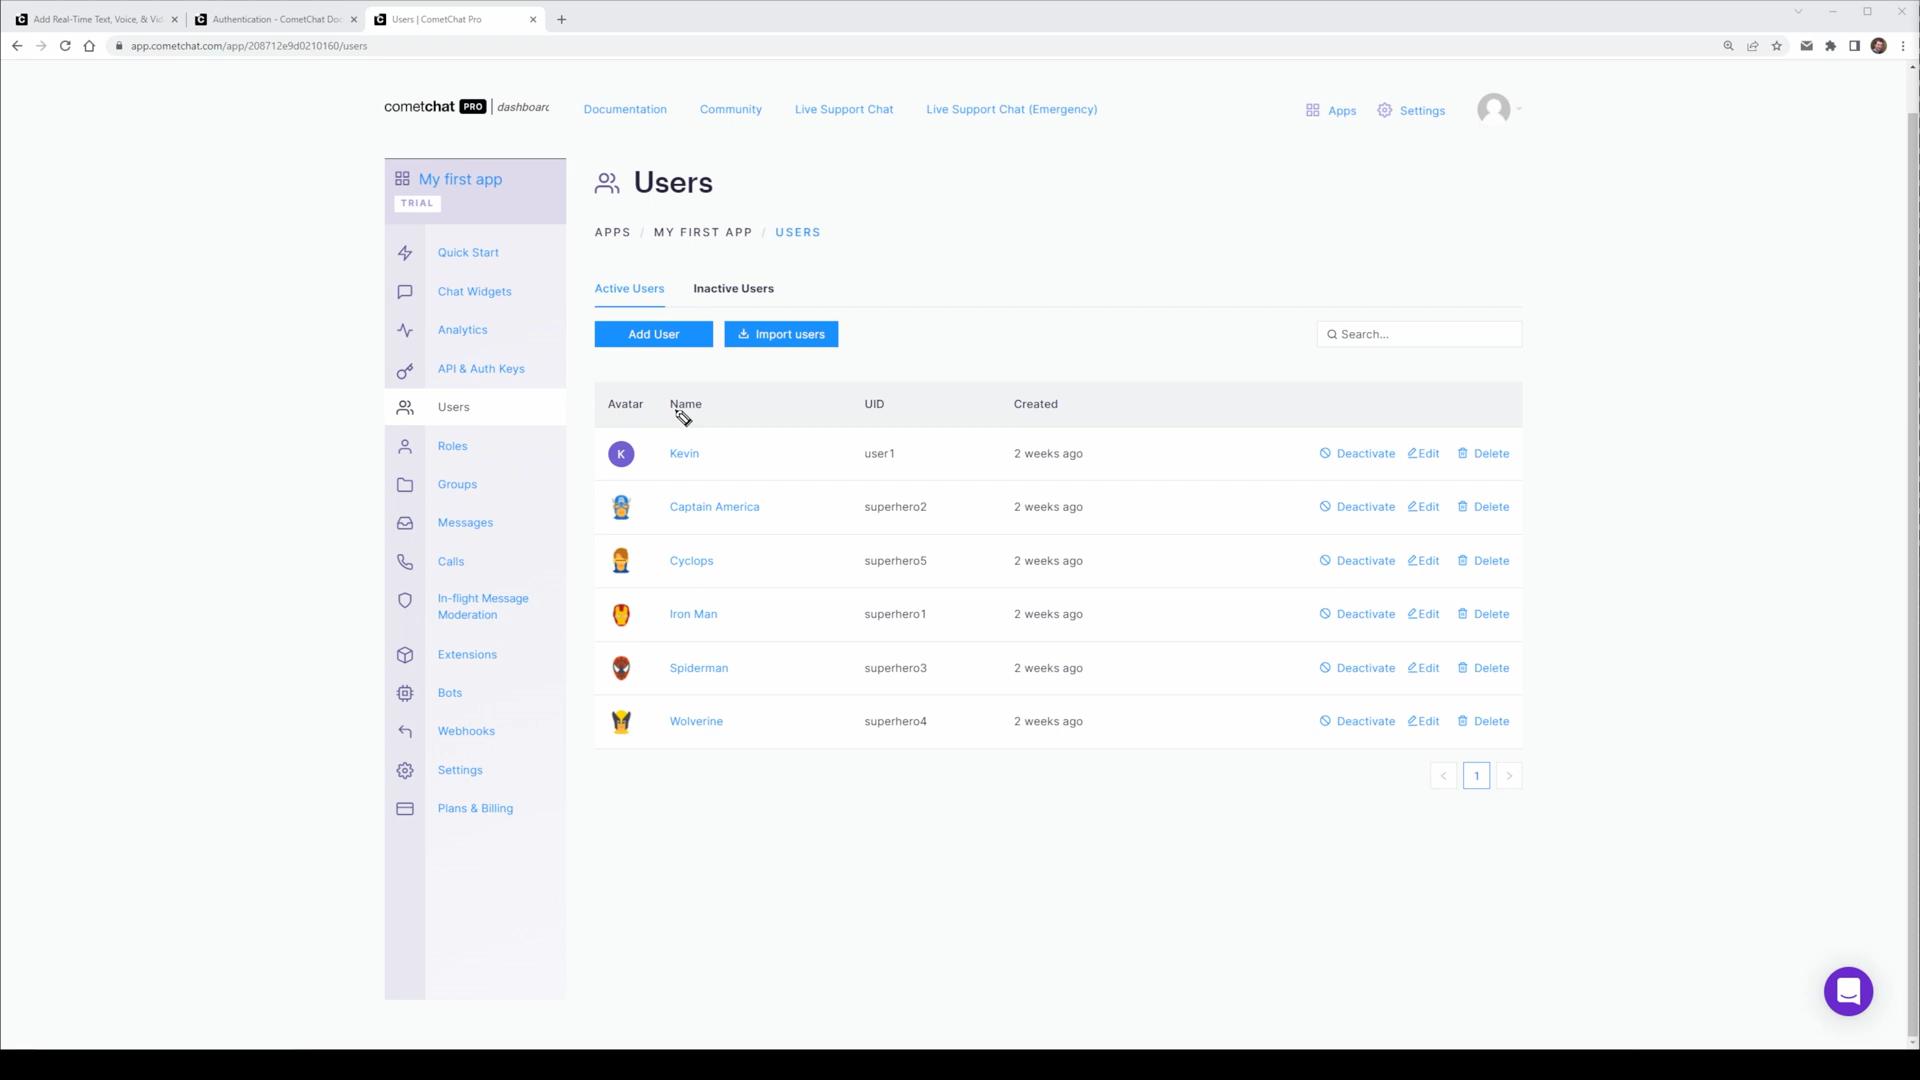 Add Real-Time Text, Voice, & Vid
Authentication - CometChat Doc
Users | CometChat Pro
app.cometchat.com/app/208712e9d0210160/users
cometchat PRO | dashboard
Documentation
Community
Live Support Chat
Live Support Chat (Emergency)
Apps
Settings
My first app
TRIAL
Quick Start
Chat Widgets
Analytics
API & Auth Keys
Users
Roles
Groups
Messages
Calls
In-flight Message
Moderation
Extensions
Bots
Webhooks
Settings
Plans & Billing
Users
APPS / MY FIRST APP / USERS
Active Users
Inactive Users
Add User
Import users
Search...
Avatar Name UID Created
K Kevin user1 2 weeks ago Deactivate Edit Delete
Captain America superhero2 2 weeks ago Deactivate Edit Delete
Cyclops superhero5 2 weeks ago Deactivate Edit Delete
Iron Man superhero1 2 weeks ago Deactivate Edit Delete
Spiderman superhero3 2 weeks ago Deactivate Edit Delete
Wolverine superhero4 2 weeks ago Deactivate Edit Delete
< 1 >